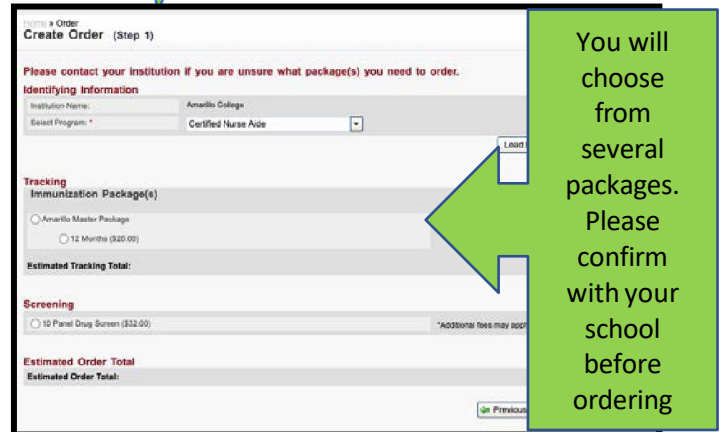 Home » Order
Create Order (Step 1)
Please contact your institution if you are unsure what package(s) you need to order.
Identifying Information
Institution Name: Amarillo College
Select Program: * Certified Nurse Aide
Load
Tracking
Immunization Package(s)
Amarillo Master Package
12 Months ($20.00)
Estimated Tracking Total:
Screening
10 Panel Drug Screen ($32.00) *Additional fees may
Estimated Order Total
Estimated Order Total:
Previous
You will
choose
from
several
packages.
Please
confirm
with your
school
before
ordering